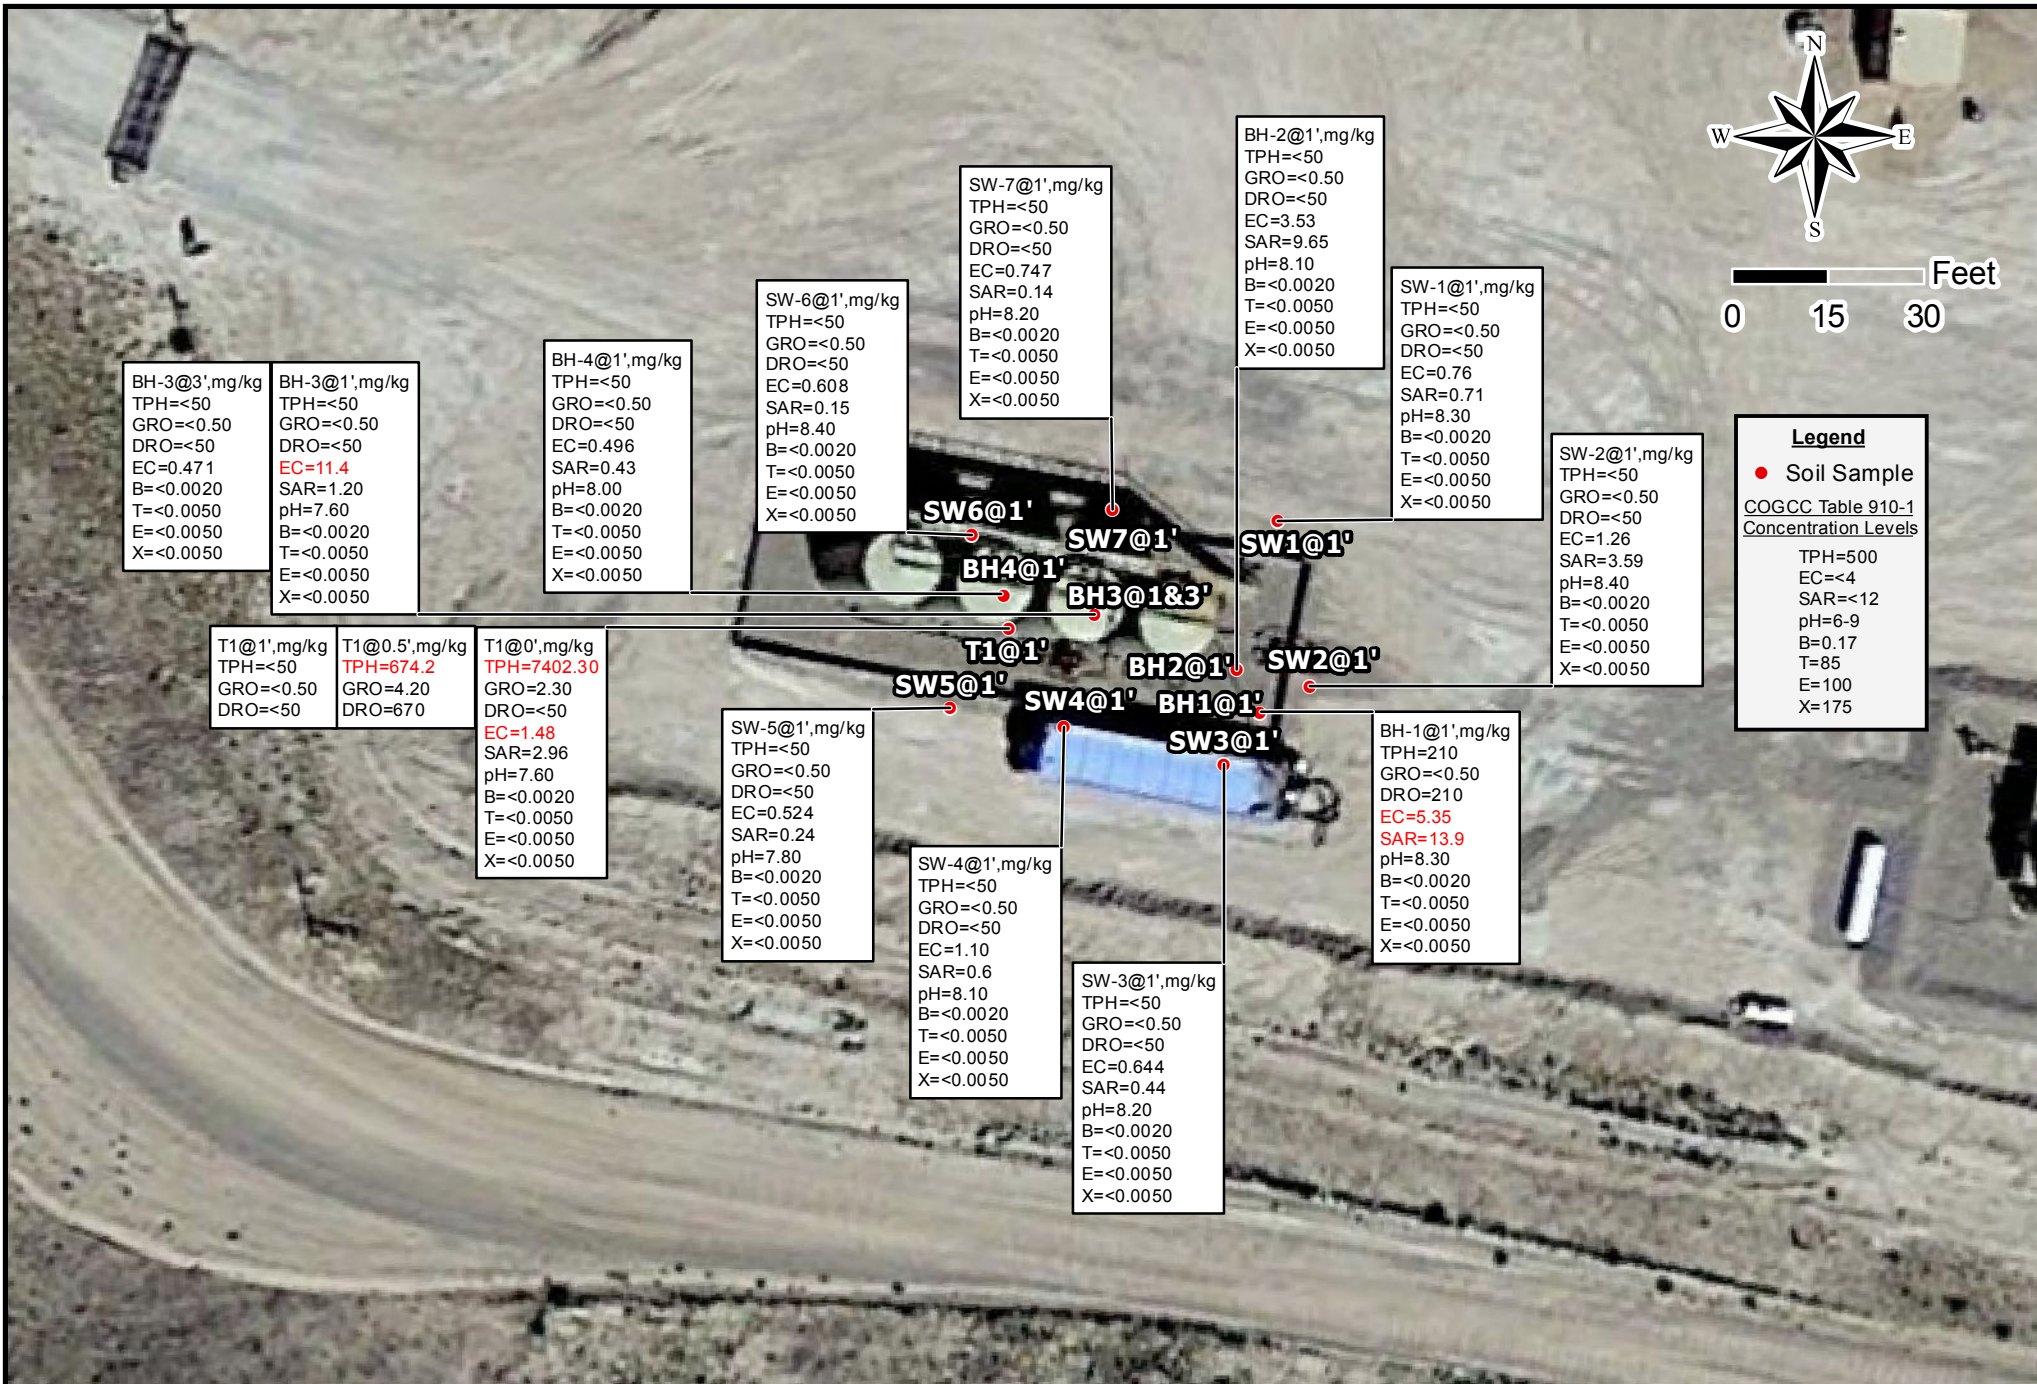 N
W
E
S
Feet
0 15 30
BH-2@1',mg/kg
TPH=<50
GRO=<0.50
DRO=<50
EC=3.53
SAR=9.65
pH=8.10
B=<0.0020
T=<0.0050
E=<0.0050
X=<0.0050
SW-7@1',mg/kg
TPH=<50
GRO=<0.50
DRO=<50
EC=0.747
SAR=0.14
pH=8.20
B=<0.0020
T=<0.0050
E=<0.0050
X=<0.0050
SW-1@1',mg/kg
TPH=<50
GRO=<0.50
DRO=<50
EC=0.76
SAR=0.71
pH=8.30
B=<0.0020
T=<0.0050
E=<0.0050
X=<0.0050
SW-6@1',mg/kg
TPH=<50
GRO=<0.50
DRO=<50
EC=0.608
SAR=0.15
pH=8.40
B=<0.0020
T=<0.0050
E=<0.0050
X=<0.0050
BH-4@1',mg/kg
TPH=<50
GRO=<0.50
DRO=<50
EC=0.496
SAR=0.43
pH=8.00
B=<0.0020
T=<0.0050
E=<0.0050
X=<0.0050
BH-3@3',mg/kg
TPH=<50
GRO=<0.50
DRO=<50
EC=0.471
B=<0.0020
T=<0.0050
E=<0.0050
X=<0.0050
BH-3@1',mg/kg
TPH=<50
GRO=<0.50
DRO=<50
EC=11.4
SAR=1.20
pH=7.60
B=<0.0020
T=<0.0050
E=<0.0050
X=<0.0050
SW-2@1',mg/kg
TPH=<50
GRO=<0.50
DRO=<50
EC=1.26
SAR=3.59
pH=8.40
B=<0.0020
T=<0.0050
E=<0.0050
X=<0.0050
Legend
Soil Sample
COGCC Table 910-1
Concentration Levels
TPH=500
EC=<4
SAR=<12
pH=6-9
B=0.17
T=85
E=100
X=175
SW6@1'
SW7@1'
SW1@1'
BH4@1'
BH3@1&3'
T1@1'
BH2@1'
SW2@1'
SW5@1'
SW4@1'
BH1@1'
SW3@1'
T1@1',mg/kg
TPH=<50
GRO=<0.50
DRO=<50
T1@0.5',mg/kg
TPH=674.2
GRO=4.20
DRO=670
T1@0',mg/kg
TPH=7402.30
GRO=2.30
DRO=<50
EC=1.48
SAR=2.96
pH=7.60
B=<0.0020
T=<0.0050
E=<0.0050
X=<0.0050
SW-5@1',mg/kg
TPH=<50
GRO=<0.50
DRO=<50
EC=0.524
SAR=0.24
pH=7.80
B=<0.0020
T=<0.0050
E=<0.0050
X=<0.0050
BH-1@1',mg/kg
TPH=210
GRO=<0.50
DRO=210
EC=5.35
SAR=13.9
pH=8.30
B=<0.0020
T=<0.0050
E=<0.0050
X=<0.0050
SW-4@1',mg/kg
TPH=<50
GRO=<0.50
DRO=<50
EC=1.10
SAR=0.6
pH=8.10
B=<0.0020
T=<0.0050
E=<0.0050
X=<0.0050
SW-3@1',mg/kg
TPH=<50
GRO=<0.50
DRO=<50
EC=0.644
SAR=0.44
pH=8.20
B=<0.0020
T=<0.0050
E=<0.0050
X=<0.0050